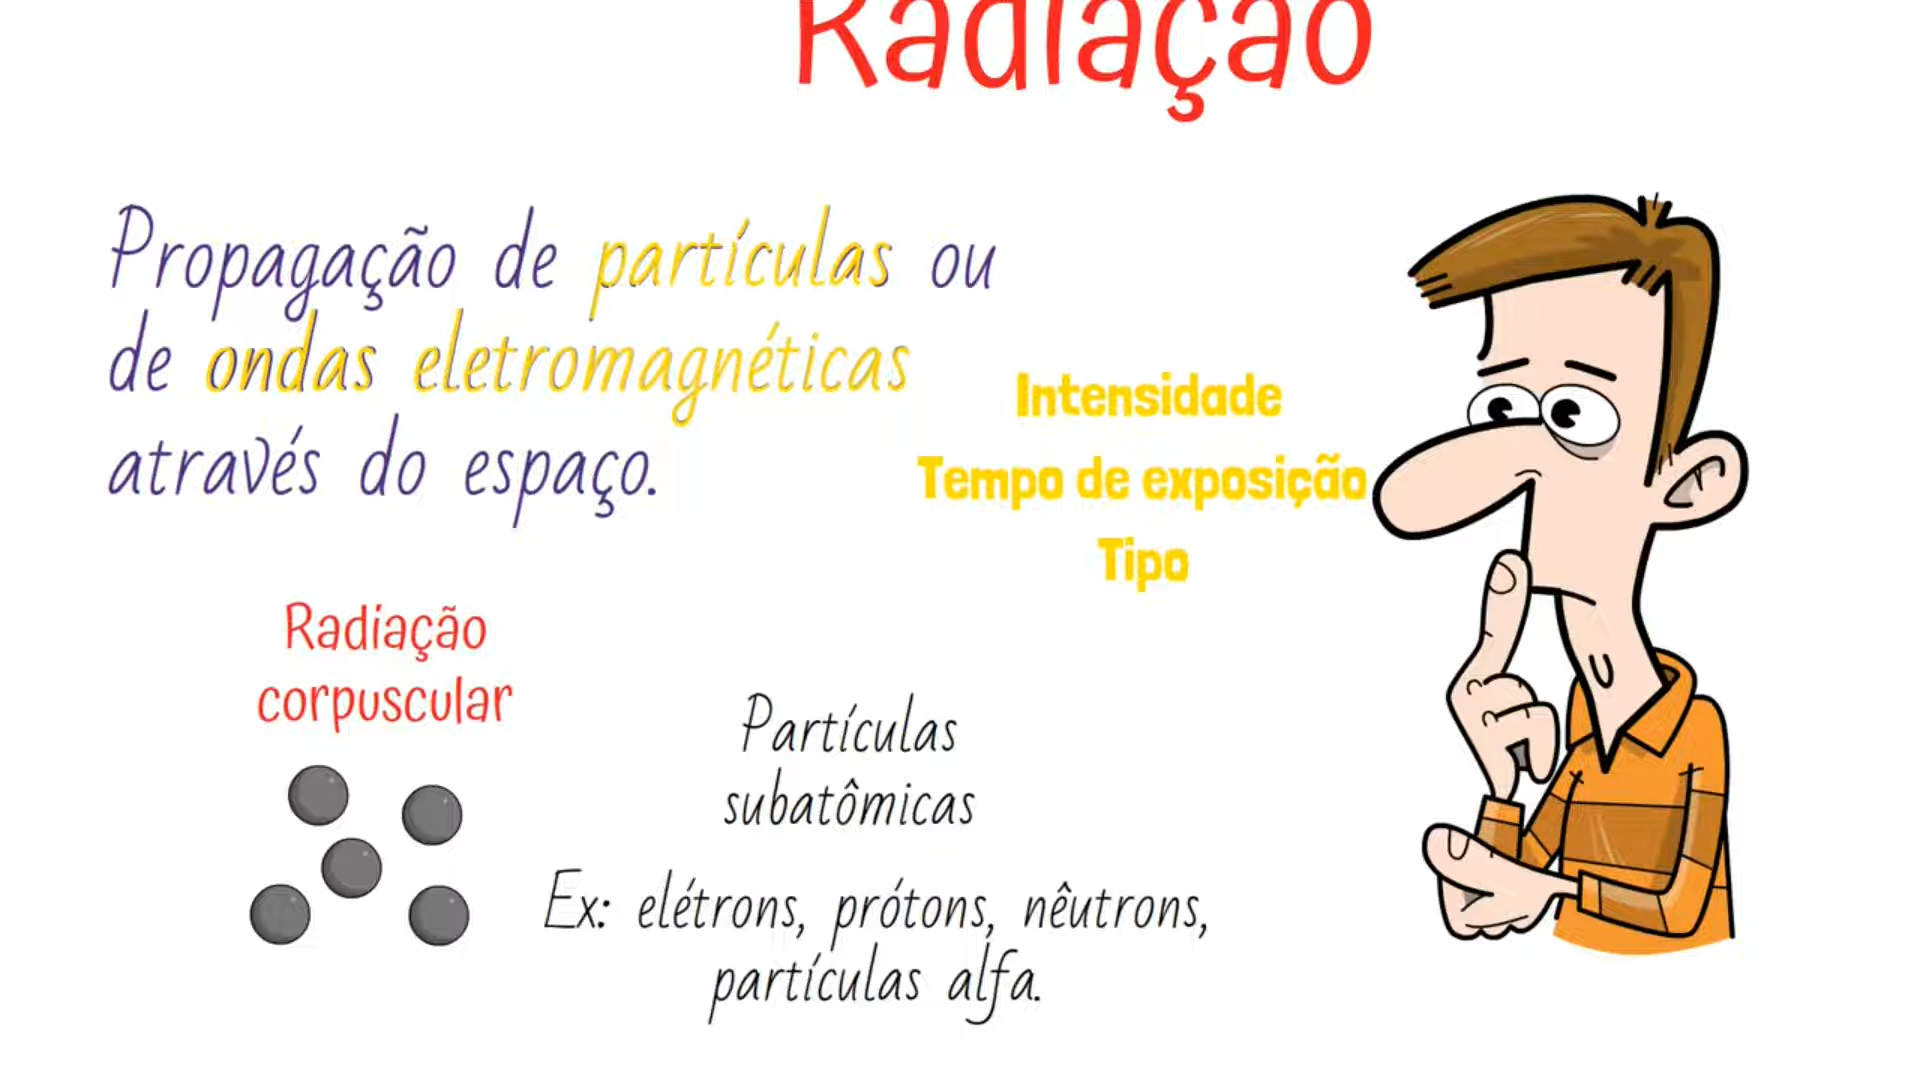 Radiação
Propagação de partículas ou
de ondas eletromagnéticas
através do espaço.
Intensidade
Tempo de exposição
Tipo
Radiação
corpuscular
Partículas
subatômicas
Ex: elétrons, prótons, nêutrons,
partículas alfa.